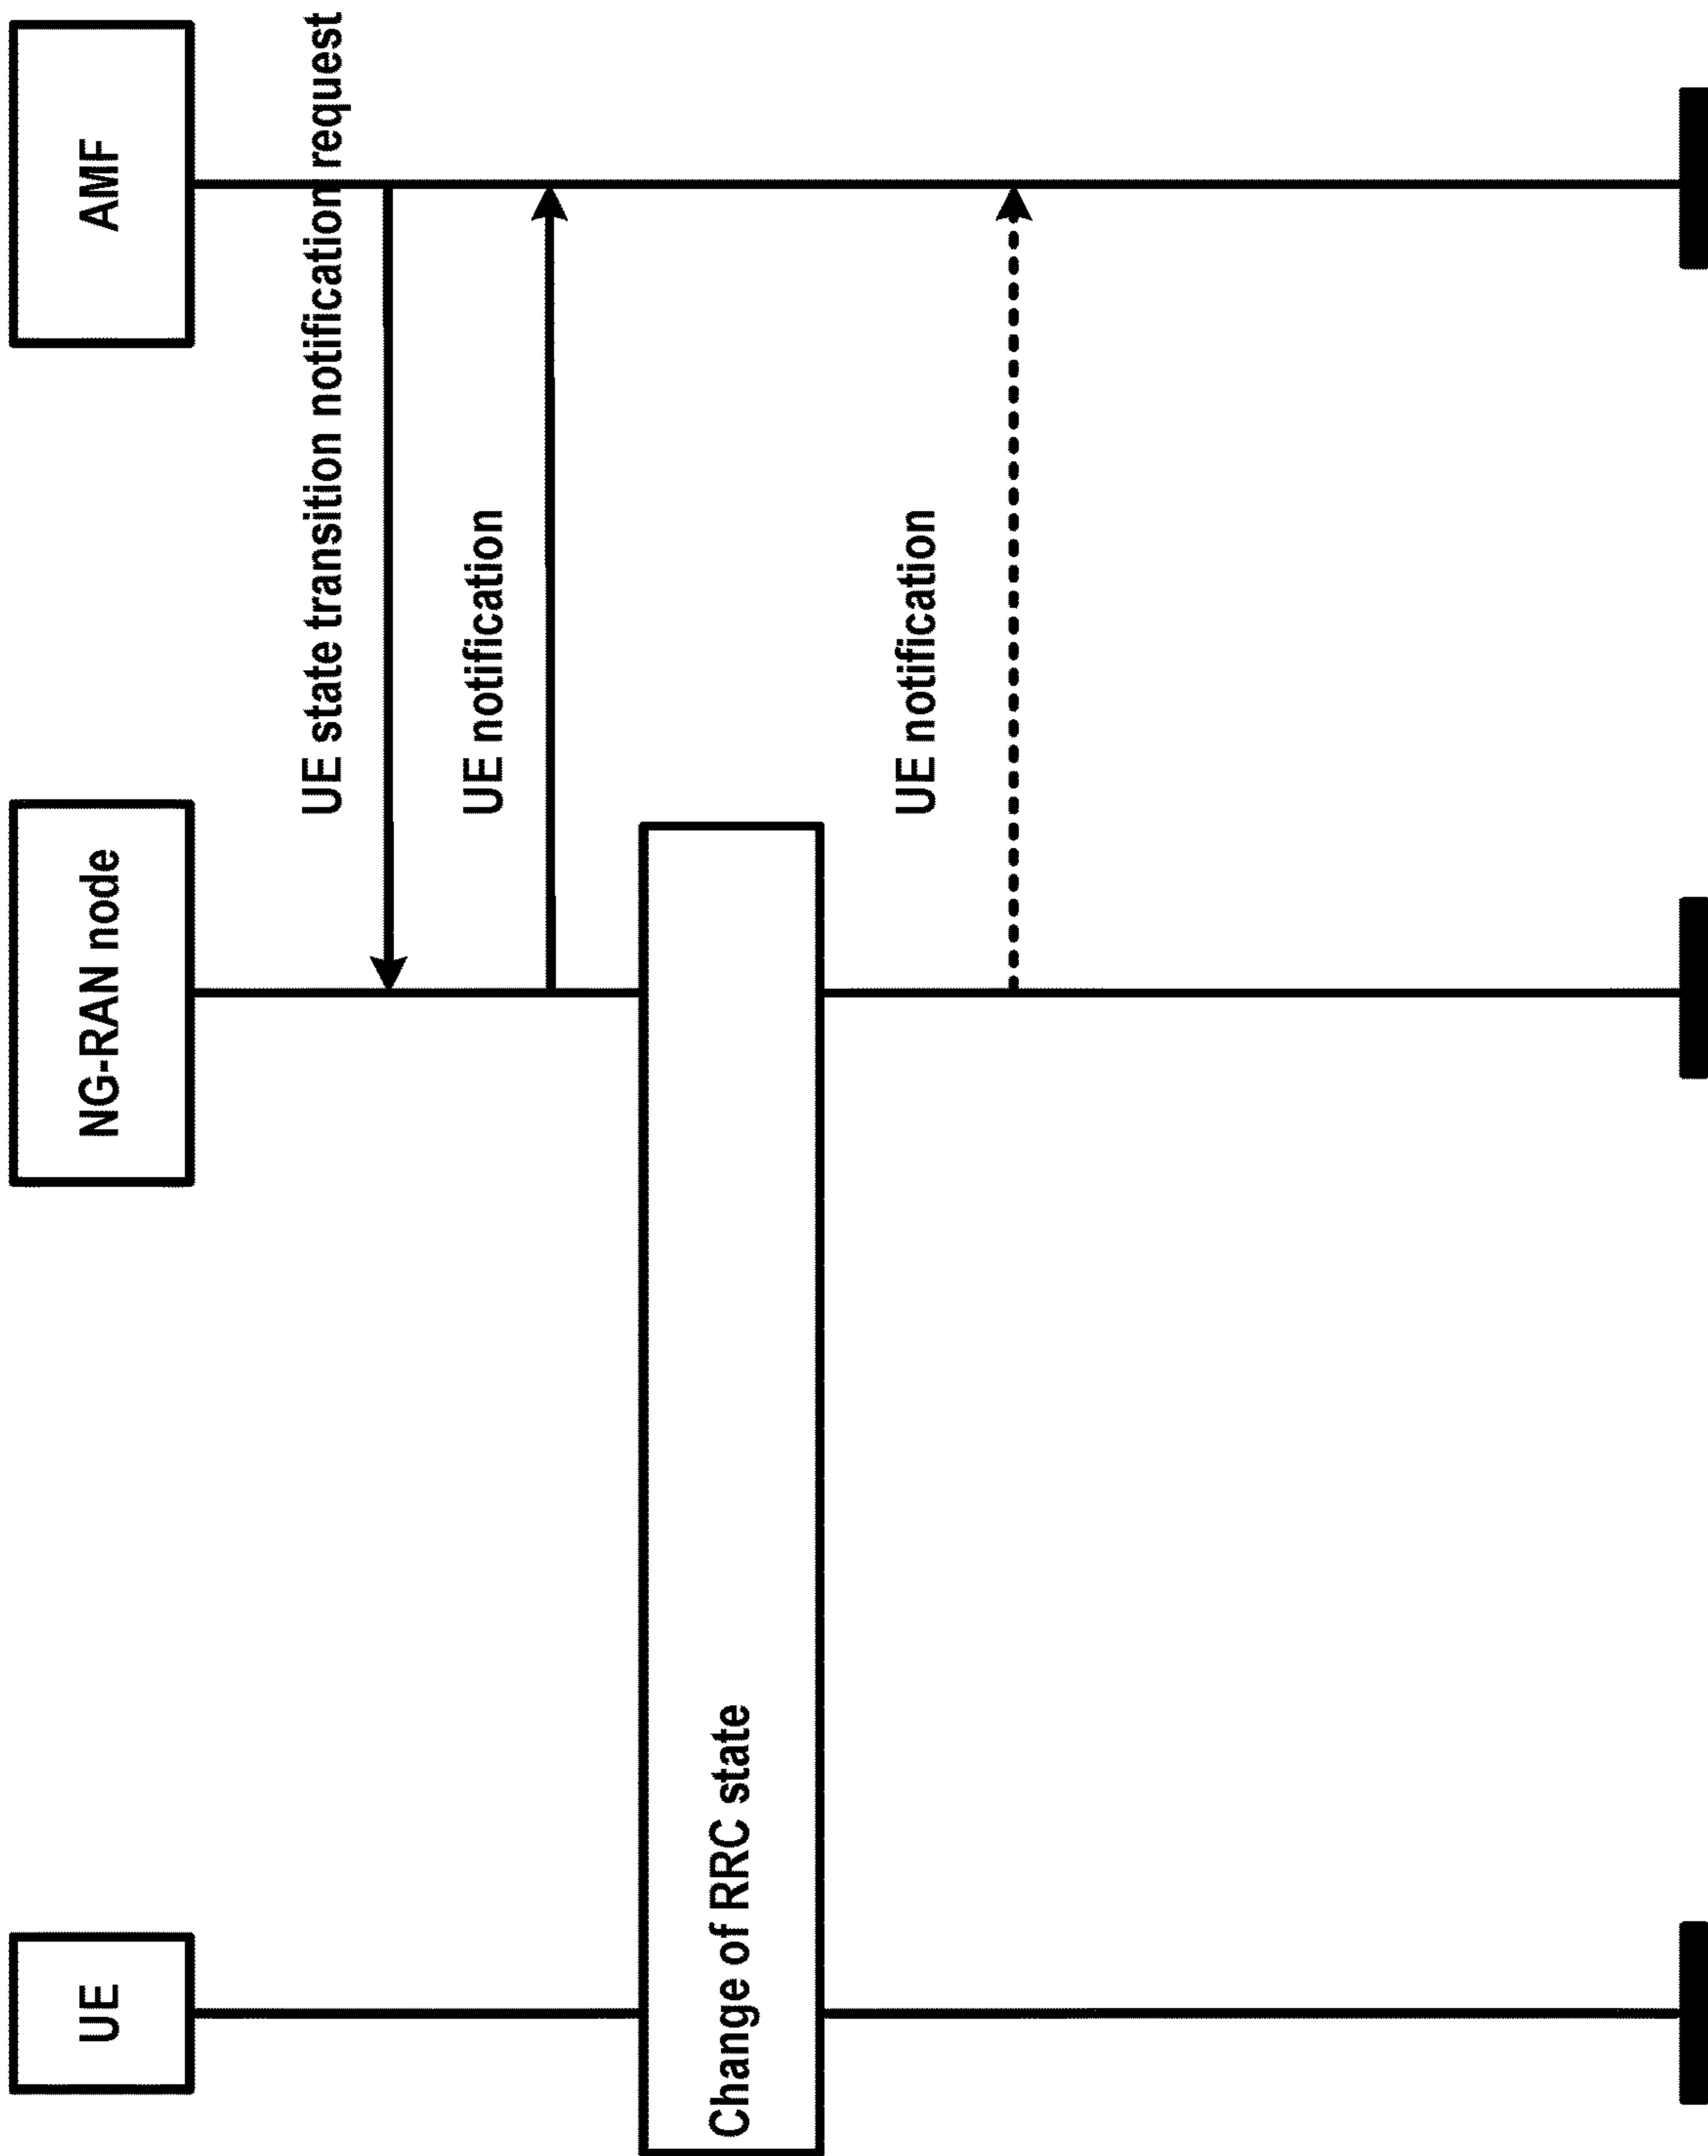 UE
NG-RAN node
AMF
UE state transition notification request
UE notification
Change of RRC state
UE notification